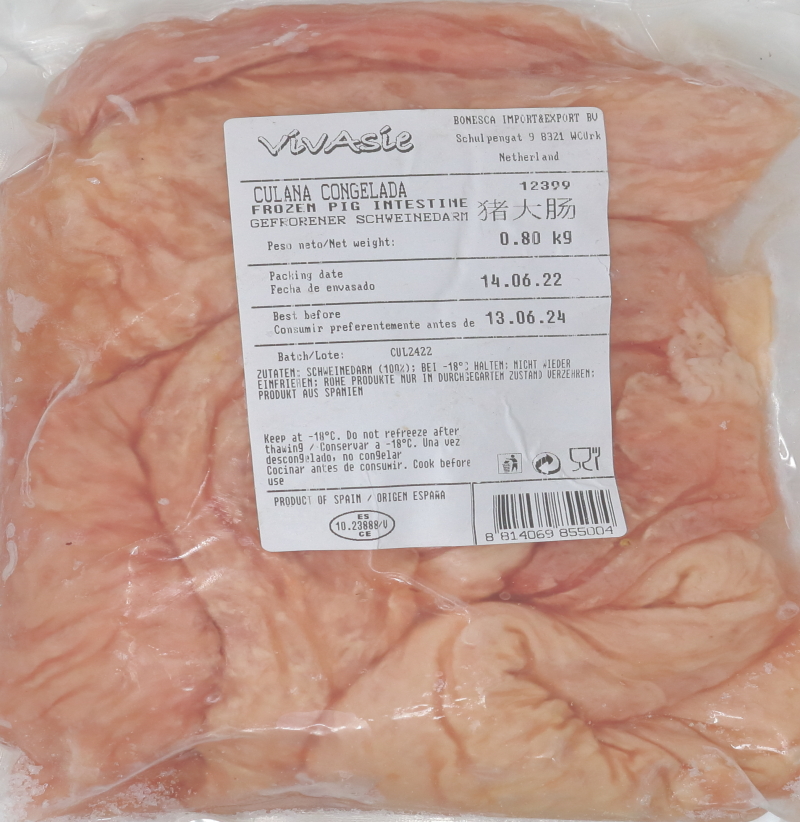 VivAsie
BOMESCA IMPORT&EXPORT BV
Schulpengat 9 8321 WCUrk
Netherland
CULANA CONGELADA
12399
FROZEN PIG INTESTINE
猪大肠
GEFRORENER SCHWEINEDARM
Peso neto/Net weight:
0.80 kg
Packing date
14.06.22
Fecha de envasado
Best before
13.06.24
Consumir preferentemente antes de
Batch/Lote: CUL2422
ZUTATEN: SCHWEINEDARM (100%); BEI -18°C HALTEN; NICHT WIEDER
EINFRIEREN; ROHE PRODUKTE NUR IM DURCHGEGARTEN ZUSTAND VERZEHREN;
PRODUKT AUS SPANIEN
Keep at -18°C. Do not refreeze after
thawing / Conservar a -18°C. Una vez
descongelado, no congelar
Cocinar antes de consumir. Cook before
use
PRODUCT OF SPAIN / ORIGEN ESPAÑA
ES
10.23888/V
CE
8 814069 855004